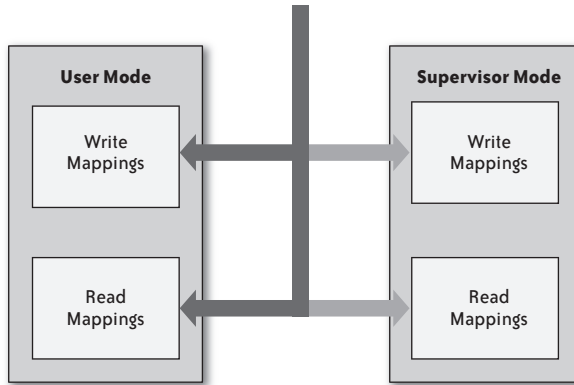 User Mode
Write
Mappings
Read
Mappings
Supervisor Mode
Write
Mappings
Read
Mappings